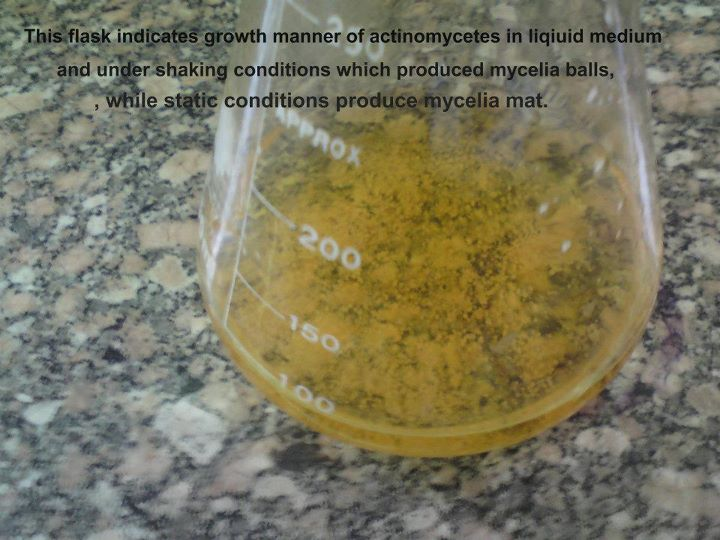 This flask indicates growth manner of actinomycetes in liqiuid medium
and under shaking conditions which produced mycelia balls,
, while static conditions produce mycelia mat.
APPROX
200
150
100